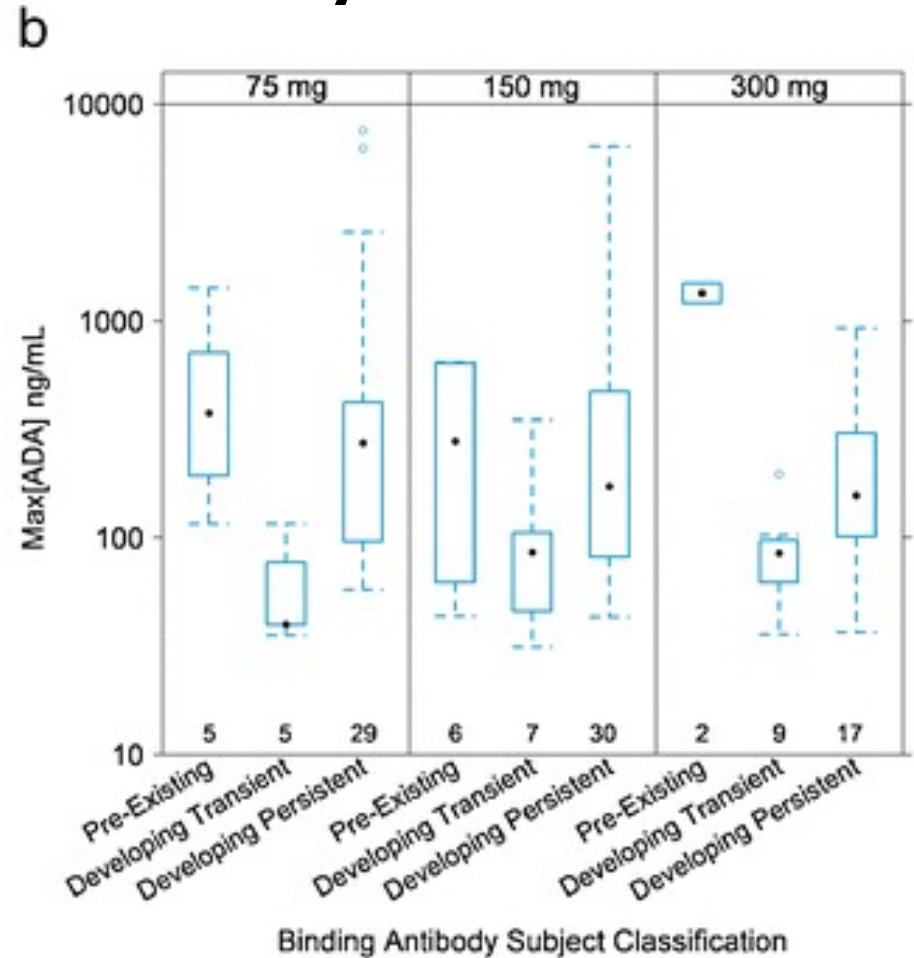 b
75 mg 150 mg 300 mg
10000
1000
100
10
Max[ADA] ng/mL
5 5 29 6 7 30 2 9 17
Pre-Existing
Developing Transient
Developing Persistent
Pre-Existing
Developing Transient
Developing Persistent
Pre-Existing
Developing Transient
Developing Persistent
Binding Antibody Subject Classification